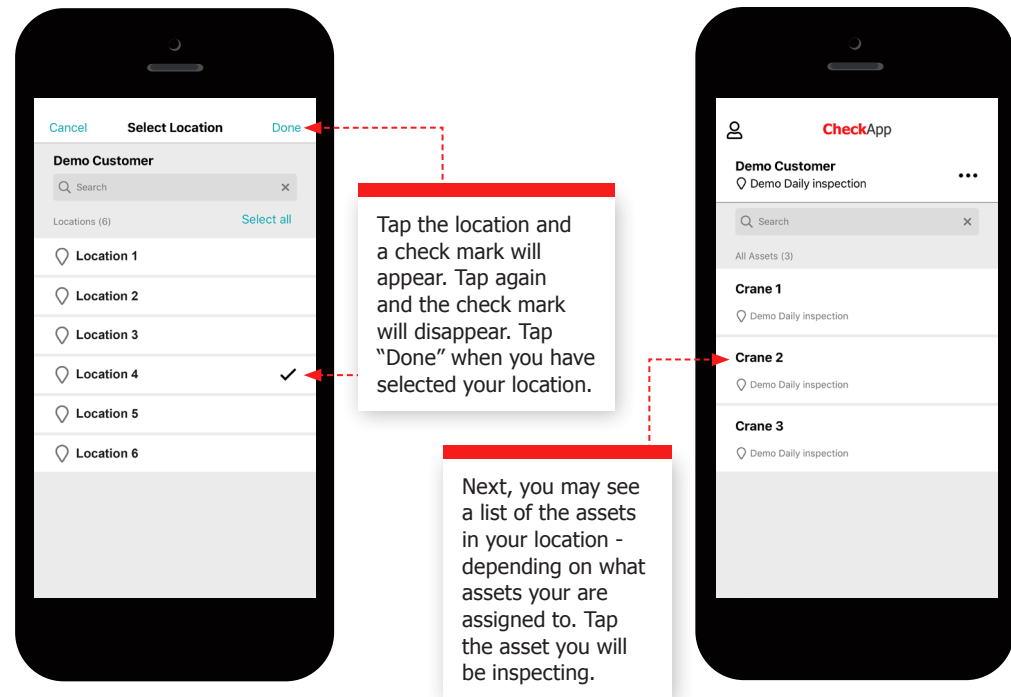 Cancel Select Location Done
Demo Customer
Search
Locations (6) Select all
Location 1
Location 2
Location 3
Location 4
Location 5
Location 6
Tap the location and
a check mark will
appear. Tap again
and the check mark
will disappear. Tap
“Done” when you have
selected your location.
Next, you may see
a list of the assets
in your location -
depending on what
assets your are
assigned to. Tap
the asset you will
be inspecting.
CheckApp
Demo Customer
Demo Daily inspection
Search
All Assets (3)
Crane 1
Demo Daily inspection
Crane 2
Demo Daily inspection
Crane 3
Demo Daily inspection